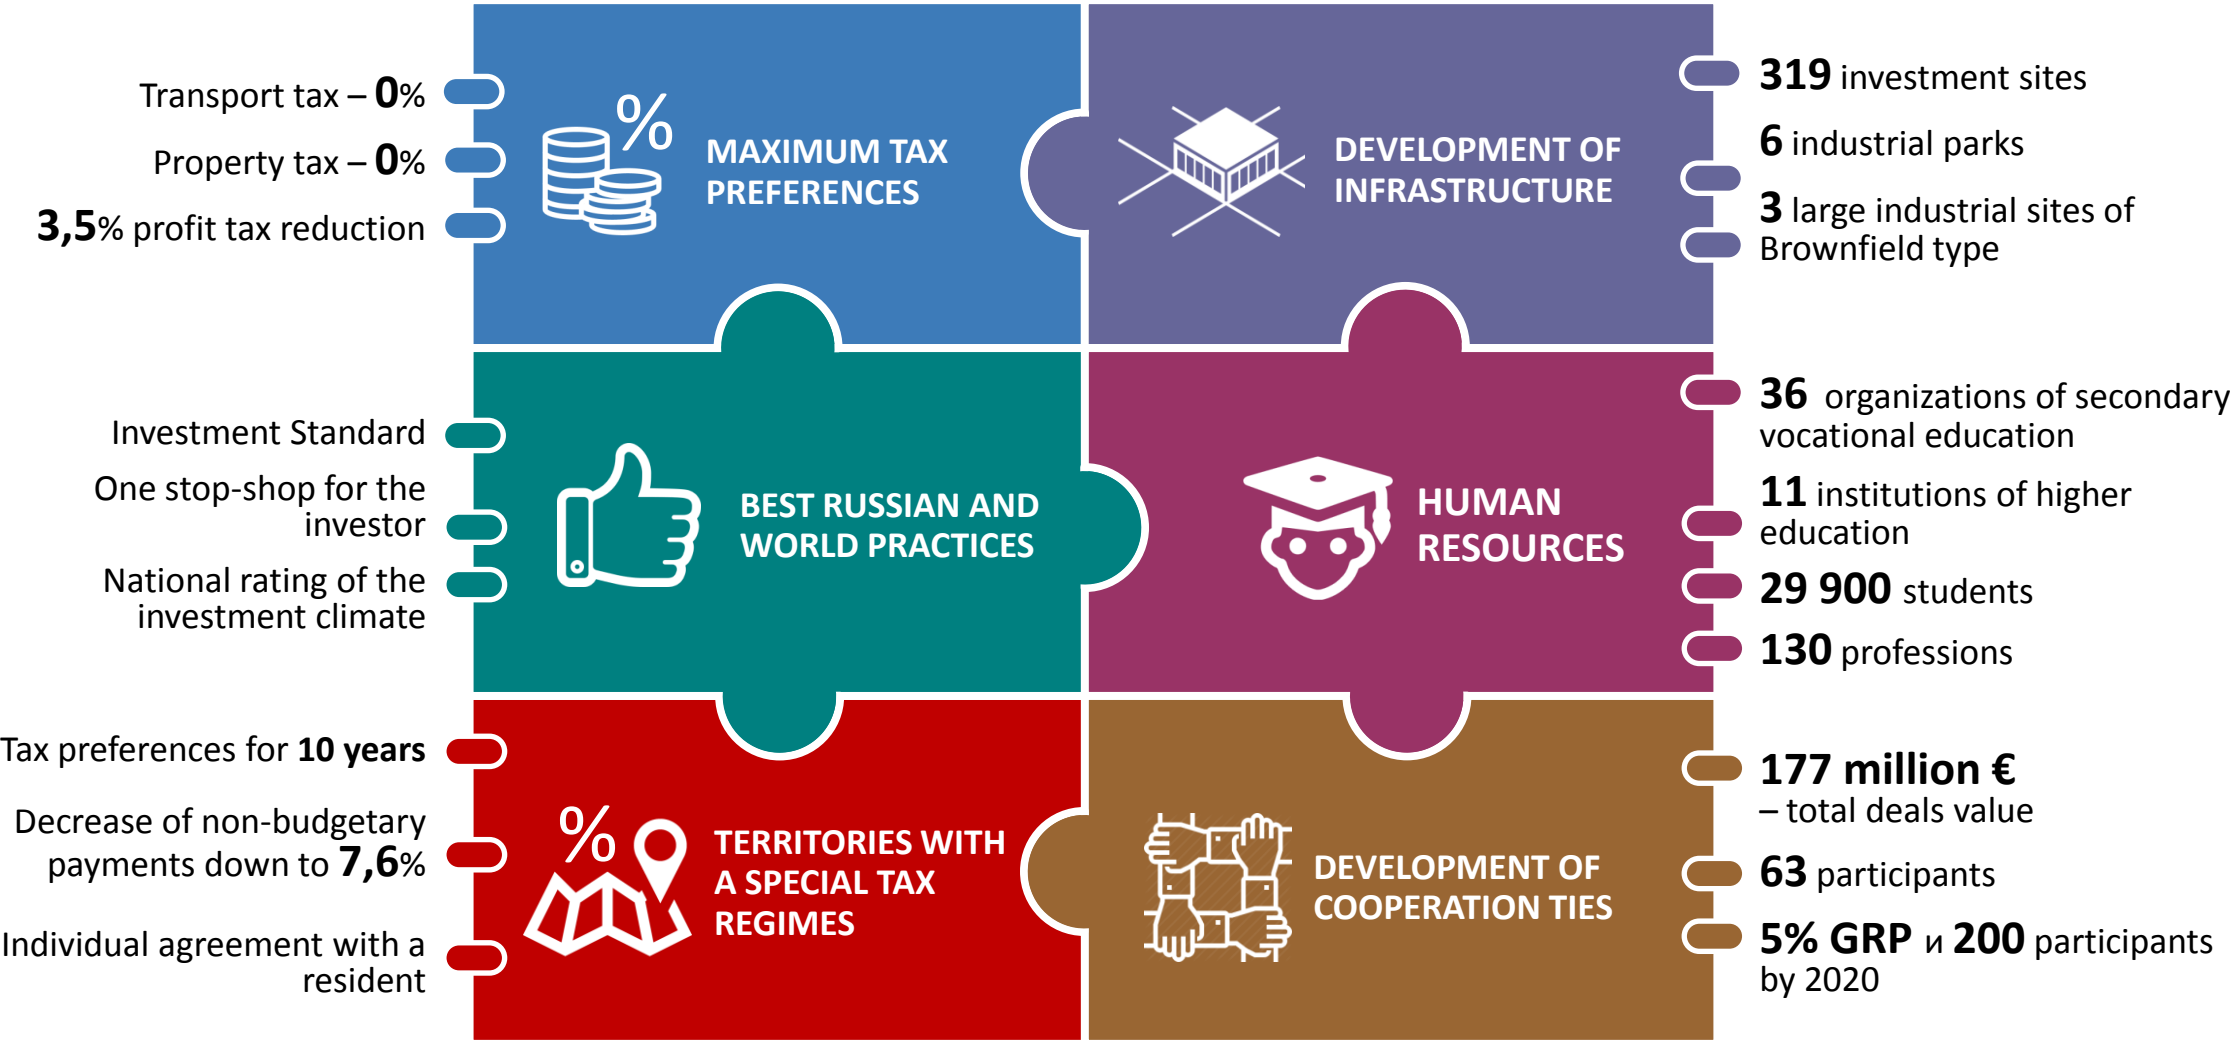 Transport tax – 0%
Property tax – 0%
3,5% profit tax reduction
%
MAXIMUM TAX
PREFERENCES
DEVELOPMENT OF
INFRASTRUCTURE
319 investment sites
6 industrial parks
3 large industrial sites of
Brownfield type
Investment Standard
One stop-shop for the
investor
National rating of the
investment climate
BEST RUSSIAN AND
WORLD PRACTICES
HUMAN
RESOURCES
36 organizations of secondary
vocational education
11 institutions of higher
education
29 900 students
130 professions
Tax preferences for 10 years
Decrease of non-budgetary
payments down to 7,6%
Individual agreement with a
resident
%
TERRITORIES WITH
A SPECIAL TAX
REGIMES
DEVELOPMENT OF
COOPERATION TIES
177 million €
– total deals value
63 participants
5% GRP и 200 participants
by 2020